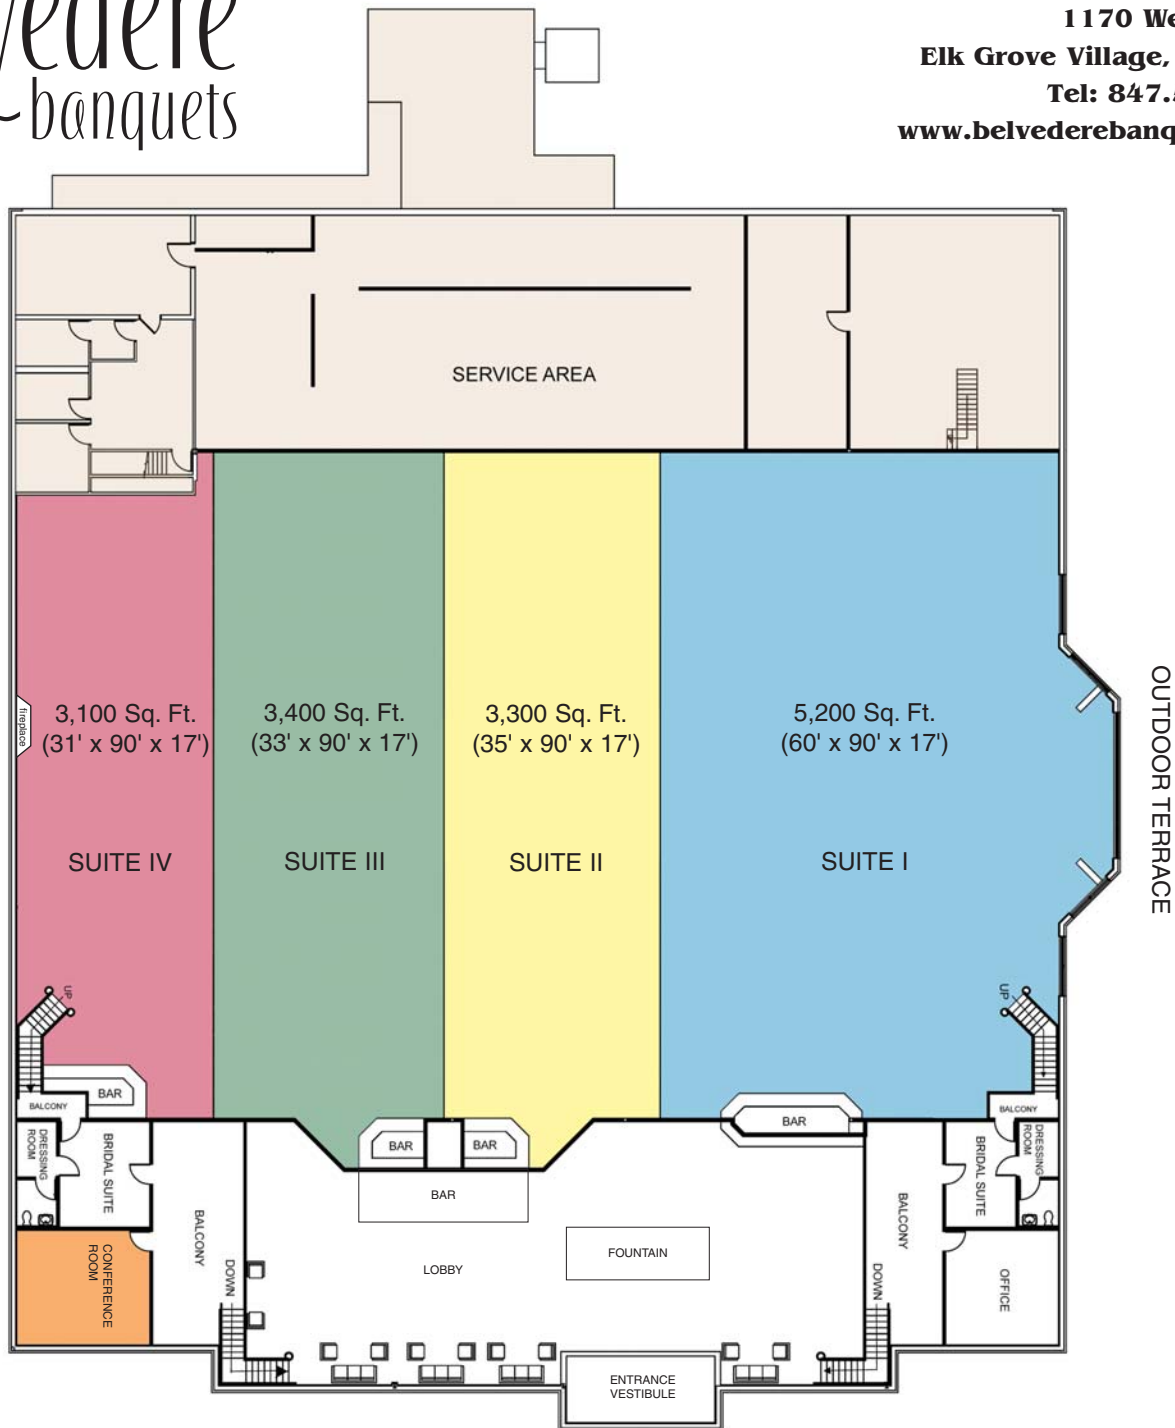 banquets
1170 We
Elk Grove Village,
Tel: 847.
www.belvederebanq
SERVICE AREA
fireplace
3,100 Sq. Ft.
(31' x 90' x 17')
SUITE IV
3,400 Sq. Ft.
(33' x 90' x 17')
SUITE III
3,300 Sq. Ft.
(35' x 90' x 17')
SUITE II
5,200 Sq. Ft.
(60' x 90' x 17')
SUITE I
OUTDOOR TERRACE
UP
UP
BAR
BALCONY
BAR
BAR
BAR
BALCONY
DRESSING
ROOM
BRIDAL SUITE
BALCONY
BAR
LOBBY
FOUNTAIN
BALCONY
BRIDAL SUITE
DRESSING
ROOM
CONFERENCE
ROOM
DOWN
DOWN
OFFICE
ENTRANCE
VESTIBULE